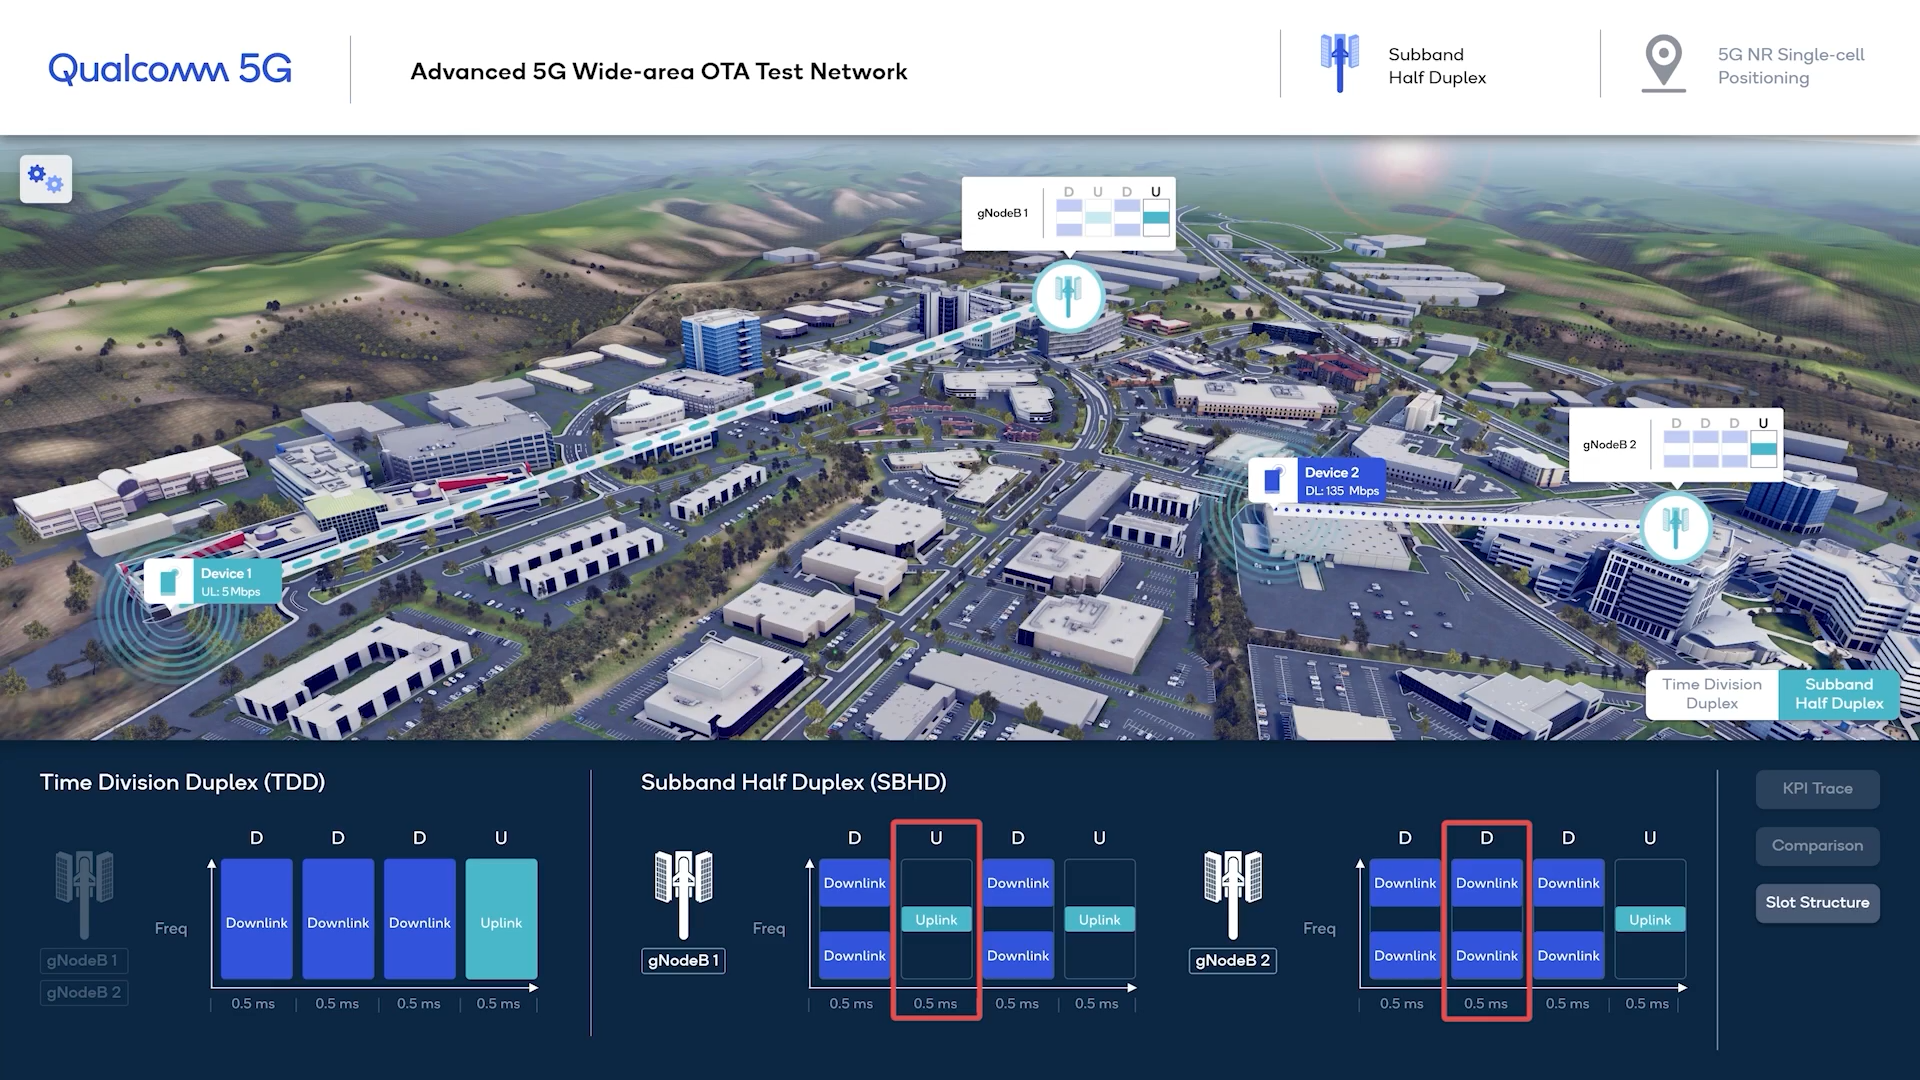 Qualcomm 5G
Advanced 5G Wide-area OTA Test Network
Subband
Half Duplex
5G NR Single-cell
Positioning
gNodeB 1
D U D U
gNodeB 2
D D D U
Device 2
DL: 135 Mbps
Device 1
UL: 5 Mbps
Time Division
Duplex
Subband
Half Duplex
Time Division Duplex (TDD)
D D D U
Freq
Downlink Downlink Downlink Uplink
gNodeB 1
gNodeB 2
0.5 ms 0.5 ms 0.5 ms 0.5 ms
Subband Half Duplex (SBHD)
D U D U
Downlink Downlink
Uplink Uplink
Freq
Downlink Downlink
gNodeB 1
0.5 ms 0.5 ms 0.5 ms 0.5 ms
D D D U
Downlink Downlink Downlink
Uplink
Freq
Downlink Downlink Downlink
gNodeB 2
0.5 ms 0.5 ms 0.5 ms 0.5 ms
KPI Trace
Comparison
Slot Structure